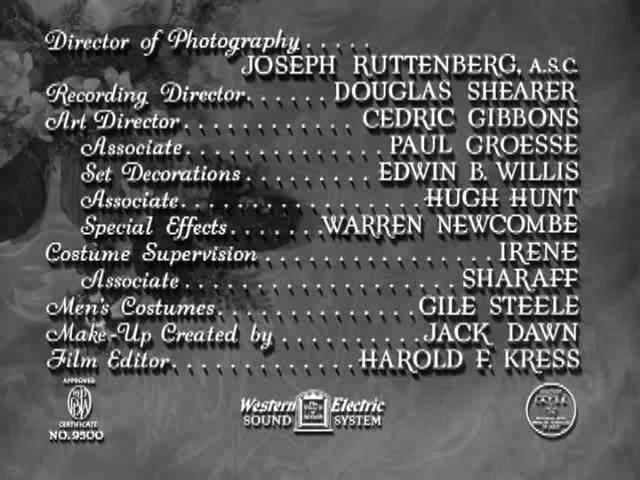 Director of Photography.....
JOSEPH RUTTENBERG, A.S.C.
Recording Director......DOUGLAS SHEARER
Art Director............CEDRIC GIBBONS
Associate...............PAUL GROESSE
Set Decorations.........EDWIN B. WILLIS
Associate..................HUGH HUNT
Special Effects.......WARREN NEWCOMBE
Costume Supervision...............IRENE
Associate....................SHARAFF
Men's Costumes.............GILE STEELE
Make-Up Created by.........JACK DAWN
Film Editor............HAROLD F. KRESS
APPROVED
CERTIFICATE
NO. 9500
Western Electric
SOUND SYSTEM